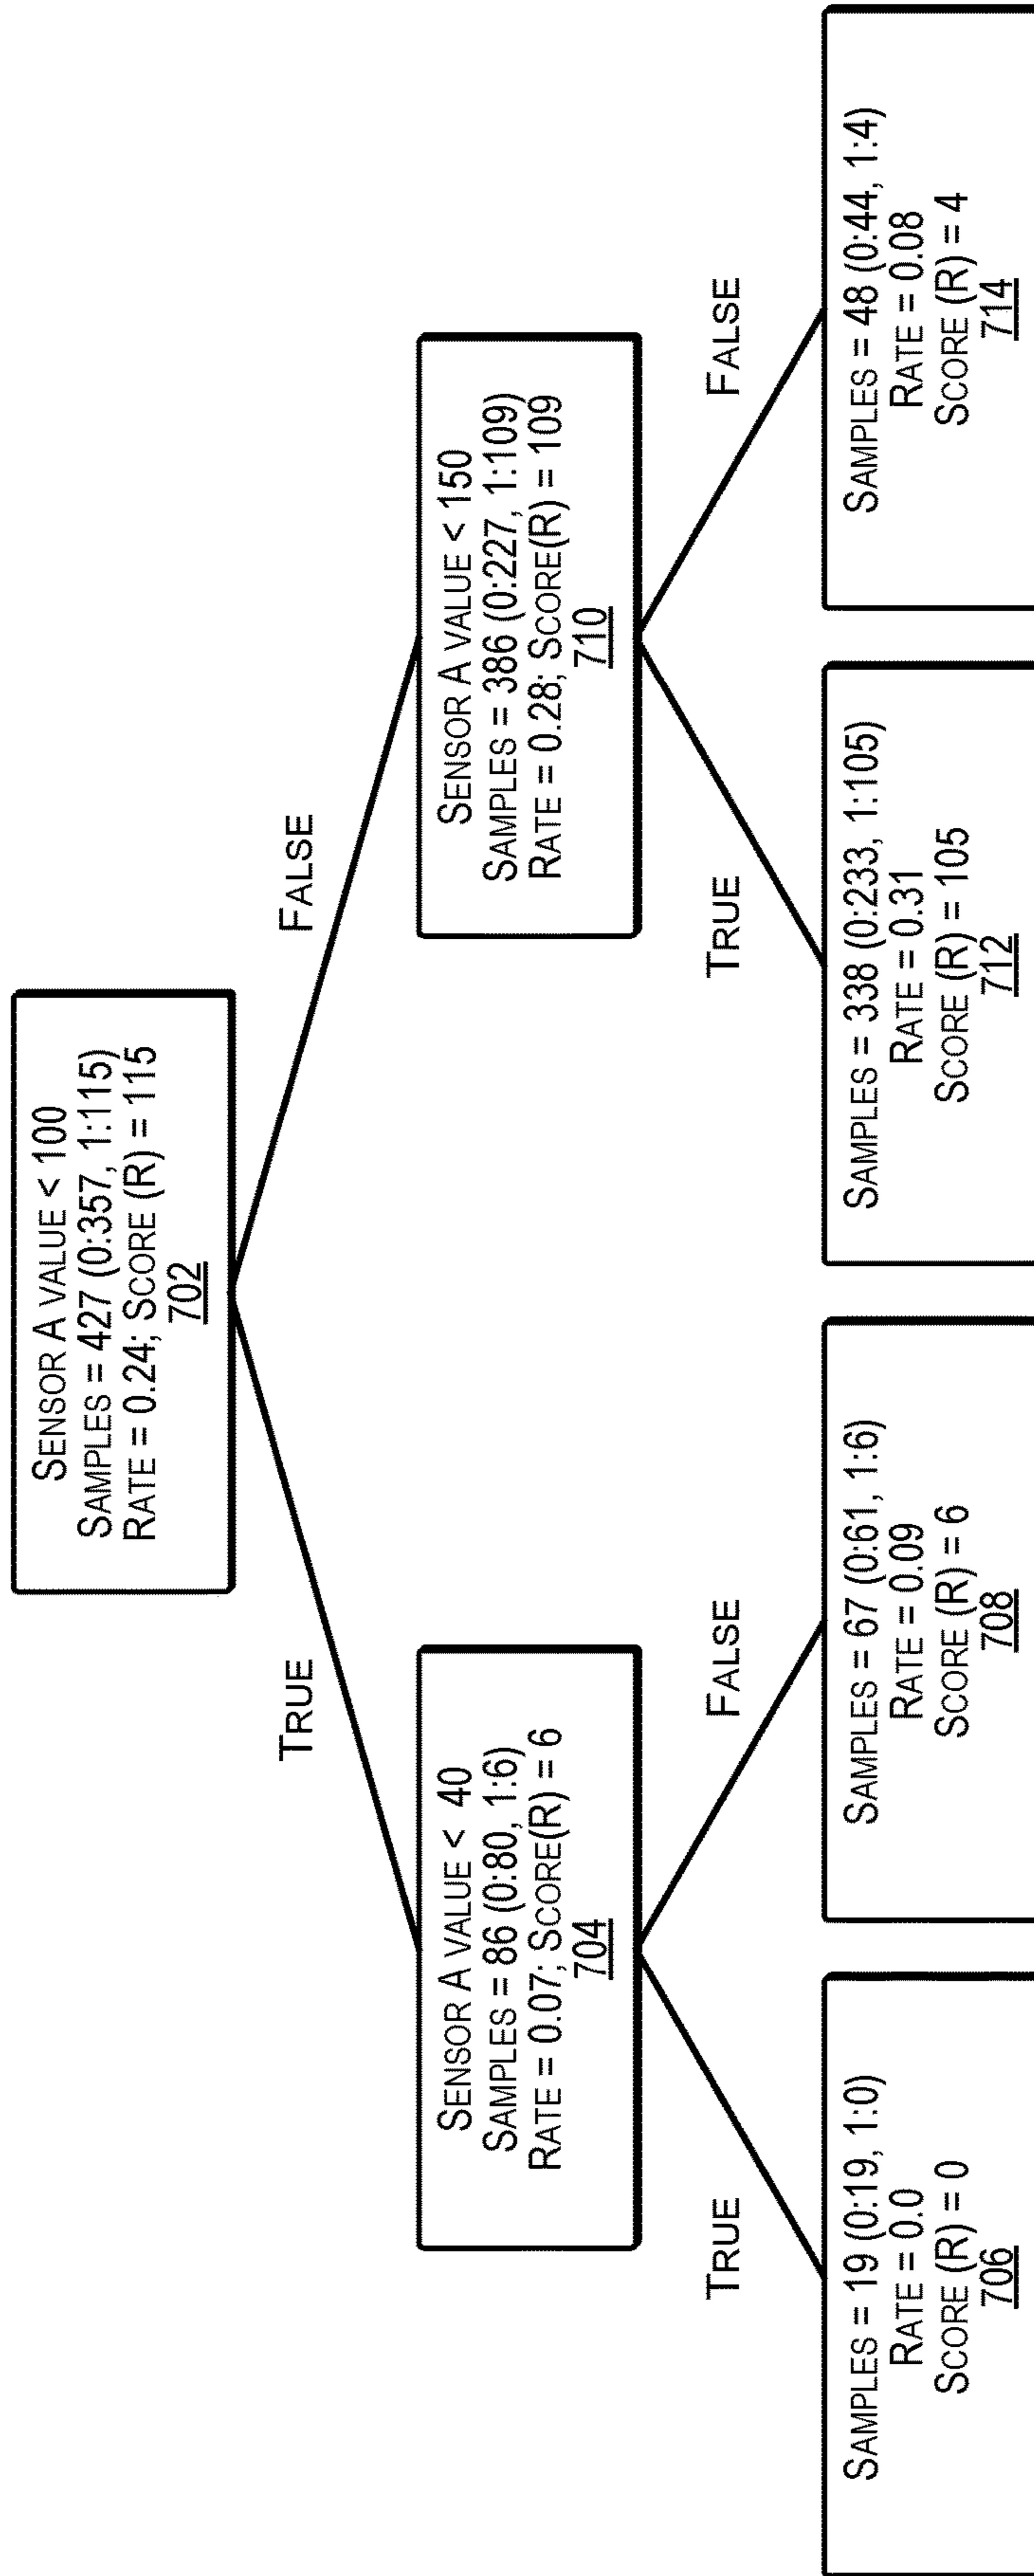 SENSOR A VALUE < 100
SAMPLES = 427 (0:357, 1:115)
RATE = 0.24; SCORE (R) = 115
702
TRUE
FALSE
SENSOR A VALUE < 40
SAMPLES = 86 (0:80, 1:6)
RATE = 0.07; SCORE(R) = 6
704
SENSOR A VALUE < 150
SAMPLES = 386 (0:227, 1:109)
RATE = 0.28; SCORE(R) = 109
710
TRUE
FALSE
TRUE
FALSE
SAMPLES = 19 (0:19, 1:0)
RATE = 0.0
SCORE (R) = 0
706
SAMPLES = 67 (0:61, 1:6)
RATE = 0.09
SCORE (R) = 6
708
SAMPLES = 338 (0:233, 1:105)
RATE = 0.31
SCORE (R) = 105
712
SAMPLES = 48 (0:44, 1:4)
RATE = 0.08
SCORE (R) = 4
714